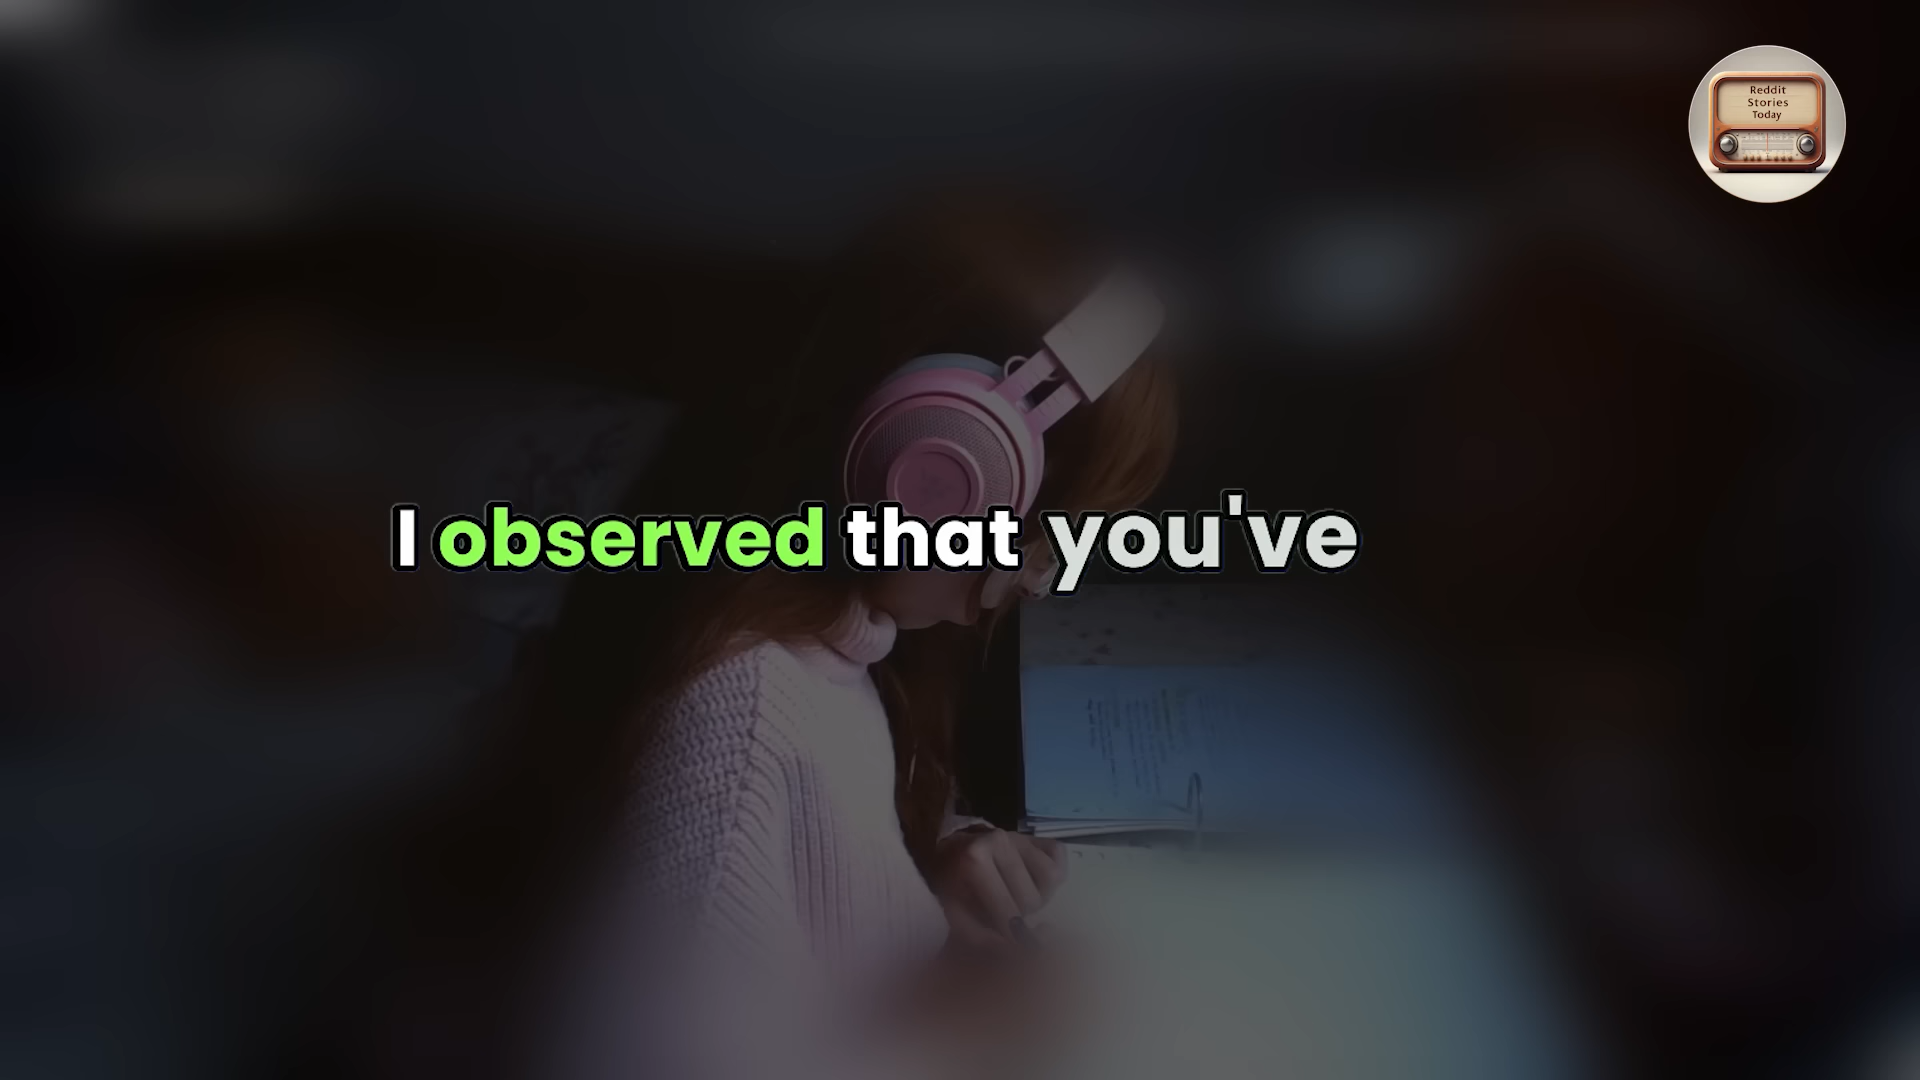 Reddit
Stories
Today
I observed that you've